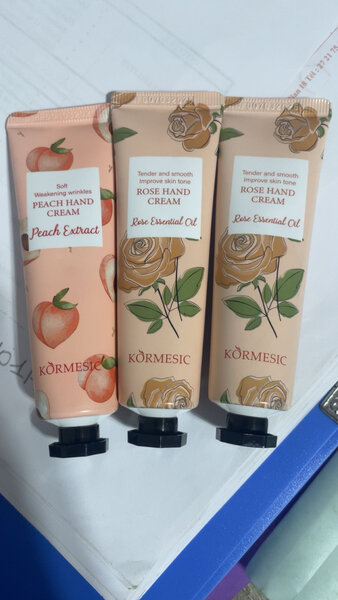 Soft
Weakening wrinkles
PEACH HAND
CREAM
Peach Extract
KORMESIC
Tender and smooth
improve skin tone
ROSE HAND
CREAM
Rose Essential Oil
KORMESIC
Tender and smooth
improve skin tone
ROSE HAND
CREAM
Rose Essential Oil
KORMESIC